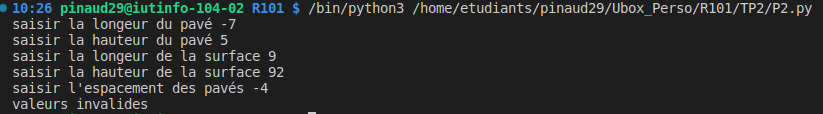 10:26 pinaud29@iutinfo-104-02 R101 $ /bin/python3 /home/etudiants/pinaud29/Ubox_Perso/R101/TP2/P2.py
saisir la longeur du pavé -7
saisir la hauteur du pavé 5
saisir la longeur de la surface 9
saisir la hauteur de la surface 92
saisir l'espacement des pavés -4
valeurs invalides